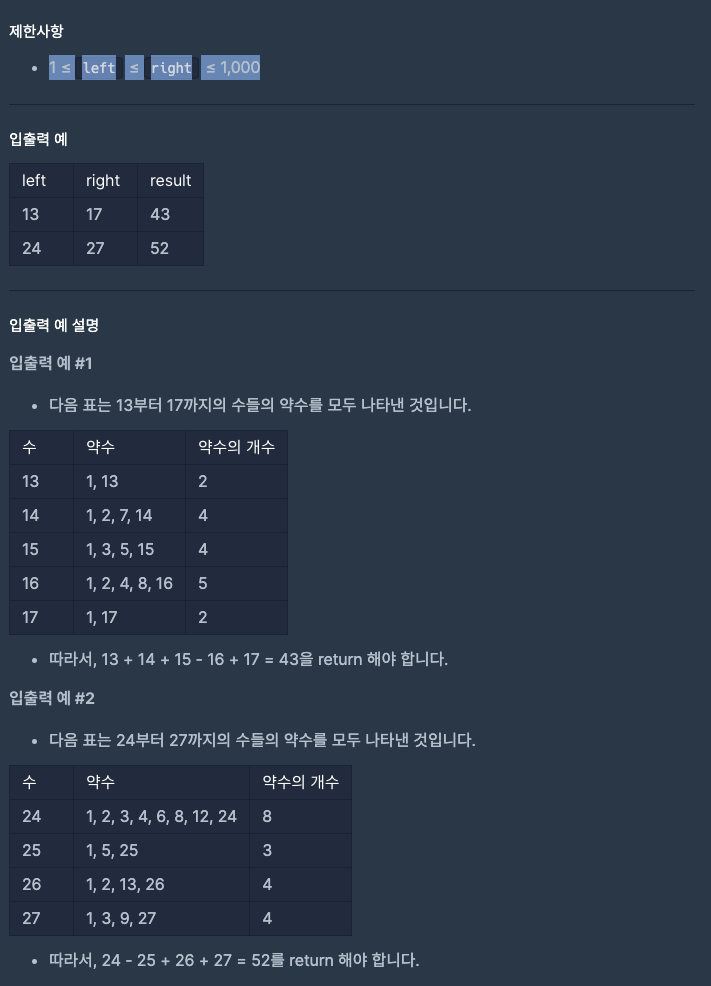 제한사항
• 1 ≤ left ≤ right ≤ 1,000
입출력 예
left right result
13 17 43
24 27 52
입출력 예 설명
입출력 예 #1
• 다음 표는 13부터 17까지의 수들의 약수를 모두 나타낸 것입니다.
수 약수 약수의 개수
13 1, 13 2
14 1, 2, 7, 14 4
15 1, 3, 5, 15 4
16 1, 2, 4, 8, 16 5
17 1, 17 2
• 따라서, 13 + 14 + 15 - 16 + 17 = 43을 return 해야 합니다.
입출력 예 #2
• 다음 표는 24부터 27까지의 수들의 약수를 모두 나타낸 것입니다.
수 약수 약수의 개수
24 1, 2, 3, 4, 6, 8, 12, 24 8
25 1, 5, 25 3
26 1, 2, 13, 26 4
27 1, 3, 9, 27 4
• 따라서, 24 - 25 + 26 + 27 = 52를 return 해야 합니다.